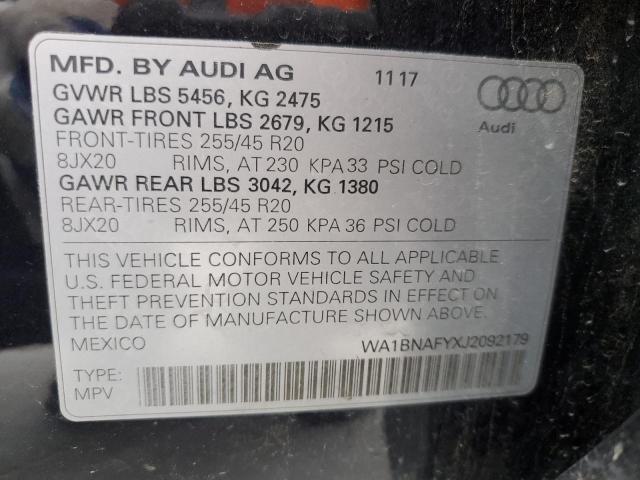 MFD. BY AUDI AG 11 17
GVWR LBS 5456, KG 2475
GAWR FRONT LBS 2679, KG 1215
FRONT-TIRES 255/45 R20
8JX20 RIMS, AT 230 KPA 33 PSI COLD
GAWR REAR LBS 3042, KG 1380
REAR-TIRES 255/45 R20
8JX20 RIMS, AT 250 KPA 36 PSI COLD
Audi
THIS VEHICLE CONFORMS TO ALL APPLICABLE
U.S. FEDERAL MOTOR VEHICLE SAFETY AND
THEFT PREVENTION STANDARDS IN EFFECT ON
THE DATE OF MANUFACTURE SHOWN ABOVE.
MEXICO WA1BNAFYXJ2092179
TYPE:
MPV